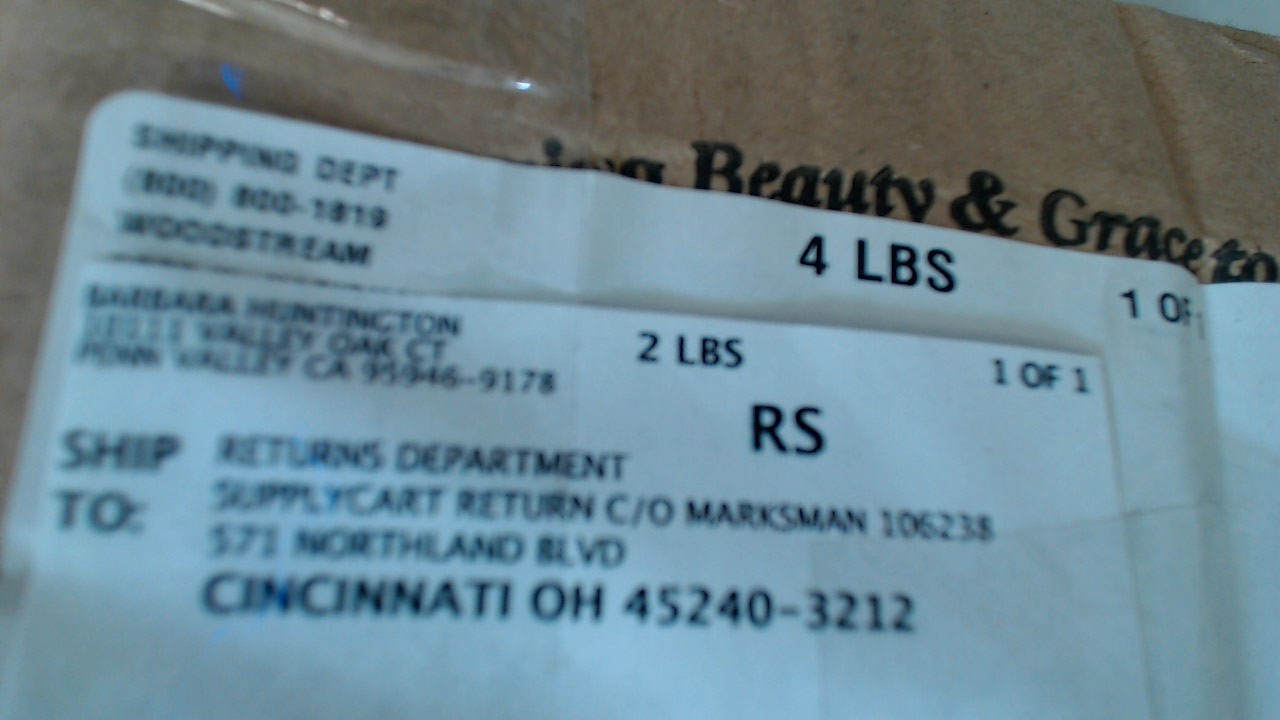 Beauty & Grace to
SHIPPING DEPT
(800) 800-1819
WOODSTREAM
4 LBS
1 OF
BARBARA HUNTINGTON
VALLEY OAK CT
PENN VALLEY CA 95946-9178
2 LBS
1 OF 1
RS
SHIP TO:
RETURNS DEPARTMENT
SUPPLYCART RETURN C/O MARKSMAN 106238
571 NORTHLAND BLVD
CINCINNATI OH 45240-3212